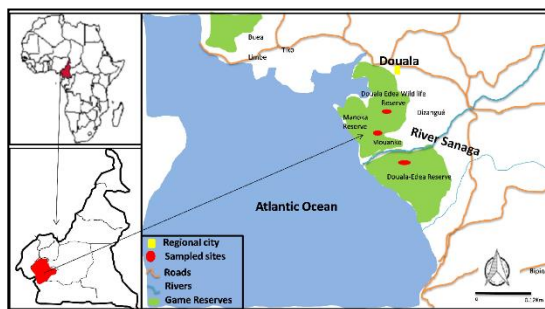 Duea
Tiko
Limbe
Douala
Douala Edea Wild life
Reserve
Dizangué
Manoka
Reserve
Mouanko
River Sanaga
Douala-Edea Reserve
Atlantic Ocean
Regional city
Sampled sites
Roads
Rivers
Game Reserves